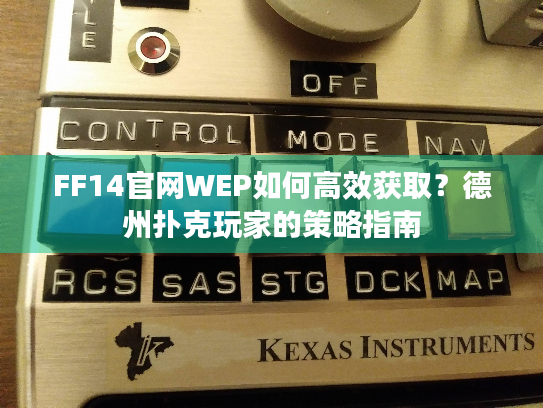 YLE
OFF
CONTROL MODE NAV
FF14官网WEP如何高效获取？德
州扑克玩家的策略指南
RCS SAS STG DCK MAP
K
KEXAS INSTRUMENTS